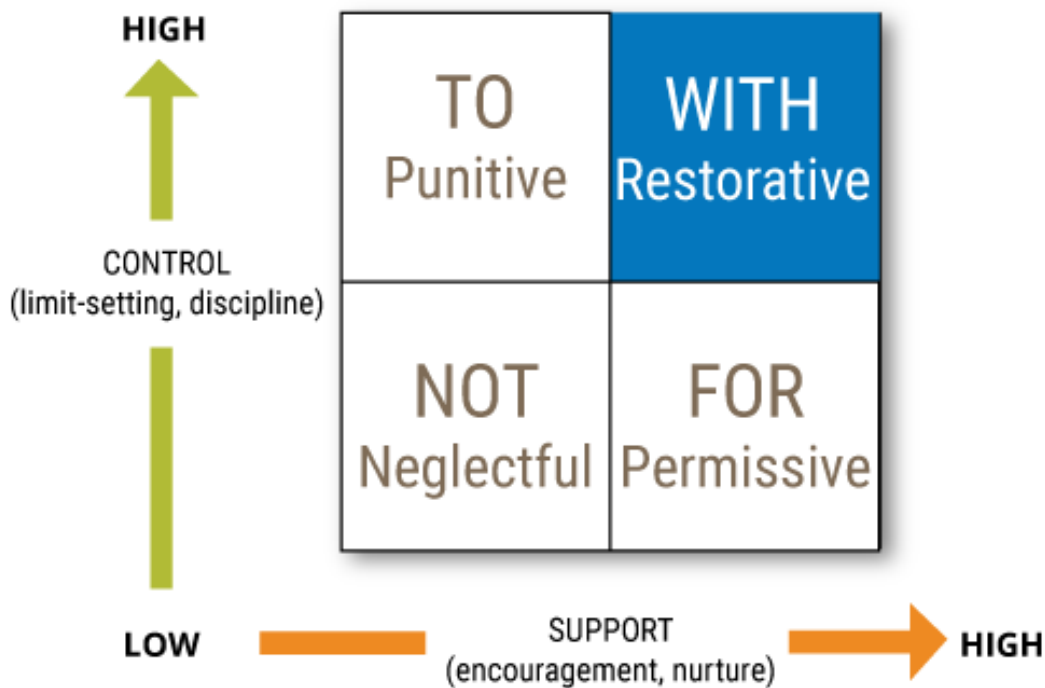 HIGH
TO
Punitive
WITH
Restorative
CONTROL
(limit-setting, discipline)
NOT
Neglectful
FOR
Permissive
LOW
SUPPORT
(encouragement, nurture)
HIGH